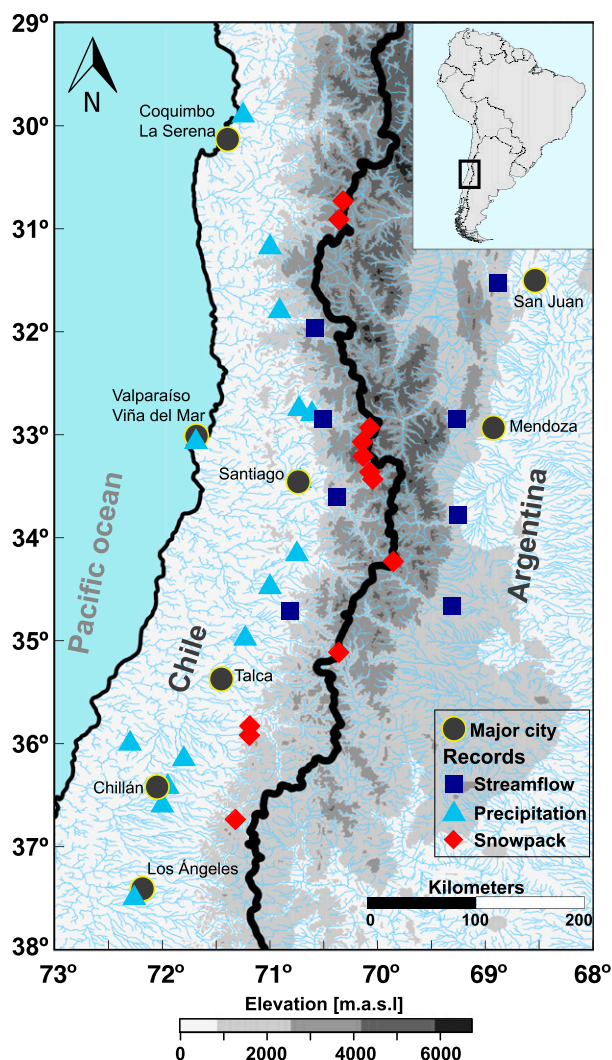 29º
30º
31º
32º
33º
34º
35º
36º
37º
38º
N
Coquimbo
La Serena
San Juan
Valparaíso
Viña del Mar
Mendoza
Santiago
Pacific ocean
Argentina
Chile
Talca
Chillán
Los Ángeles
Major city
Records
Streamflow
Precipitation
Snowpack
Kilometers
0 100 200
73º 72º 71º 70º 69º 68º
Elevation [m.a.s.l]
0 2000 4000 6000